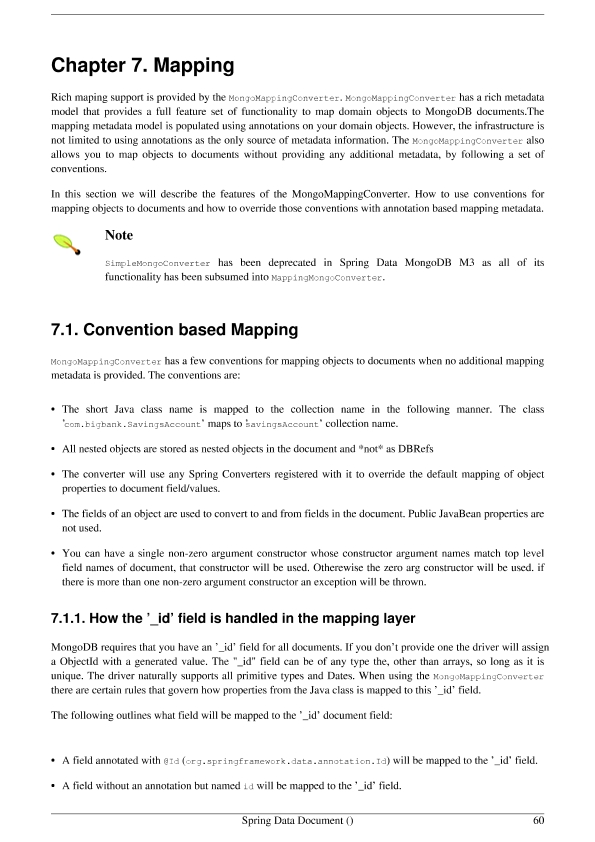 Chapter 7. Mapping
Rich maping support is provided by the MongoMappingConverter. MongoMappingConverter has a rich metadata
model that provides a full feature set of functionality to map domain objects to MongoDB documents.The
mapping metadata model is populated using annotations on your domain objects. However, the infrastructure is
not limited to using annotations as the only source of metadata information. The MongoMappingConverter also
allows you to map objects to documents without providing any additional metadata, by following a set of
conventions.
In this section we will describe the features of the MongoMappingConverter. How to use conventions for
mapping objects to documents and how to override those conventions with annotation based mapping metadata.
Note
SimpleMongoConverter has been deprecated in Spring Data MongoDB M3 as all of its
functionality has been subsumed into MappingMongoConverter.
7.1. Convention based Mapping
MongoMappingConverter has a few conventions for mapping objects to documents when no additional mapping
metadata is provided. The conventions are:
• The short Java class name is mapped to the collection name in the following manner. The class
'com.bigbank.SavingsAccount' maps to 'savingsAccount' collection name.
• All nested objects are stored as nested objects in the document and *not* as DBRefs
• The converter will use any Spring Converters registered with it to override the default mapping of object
properties to document field/values.
• The fields of an object are used to convert to and from fields in the document. Public JavaBean properties are
not used.
• You can have a single non-zero argument constructor whose constructor argument names match top level
field names of document, that constructor will be used. Otherewise the zero arg constructor will be used. if
there is more than one non-zero argument constructor an exception will be thrown.
7.1.1. How the '_id' field is handled in the mapping layer
MongoDB requires that you have an '_id' field for all documents. If you don't provide one the driver will assign
a ObjectId with a generated value. The "_id" field can be of any type the, other than arrays, so long as it is
unique. The driver naturally supports all primitive types and Dates. When using the MongoMappingConverter
there are certain rules that govern how properties from the Java class is mapped to this '_id' field.
The following outlines what field will be mapped to the '_id' document field:
• A field annotated with @Id (org.springframework.data.annotation.Id) will be mapped to the '_id' field.
• A field without an annotation but named id will be mapped to the '_id' field.
Spring Data Document () 60